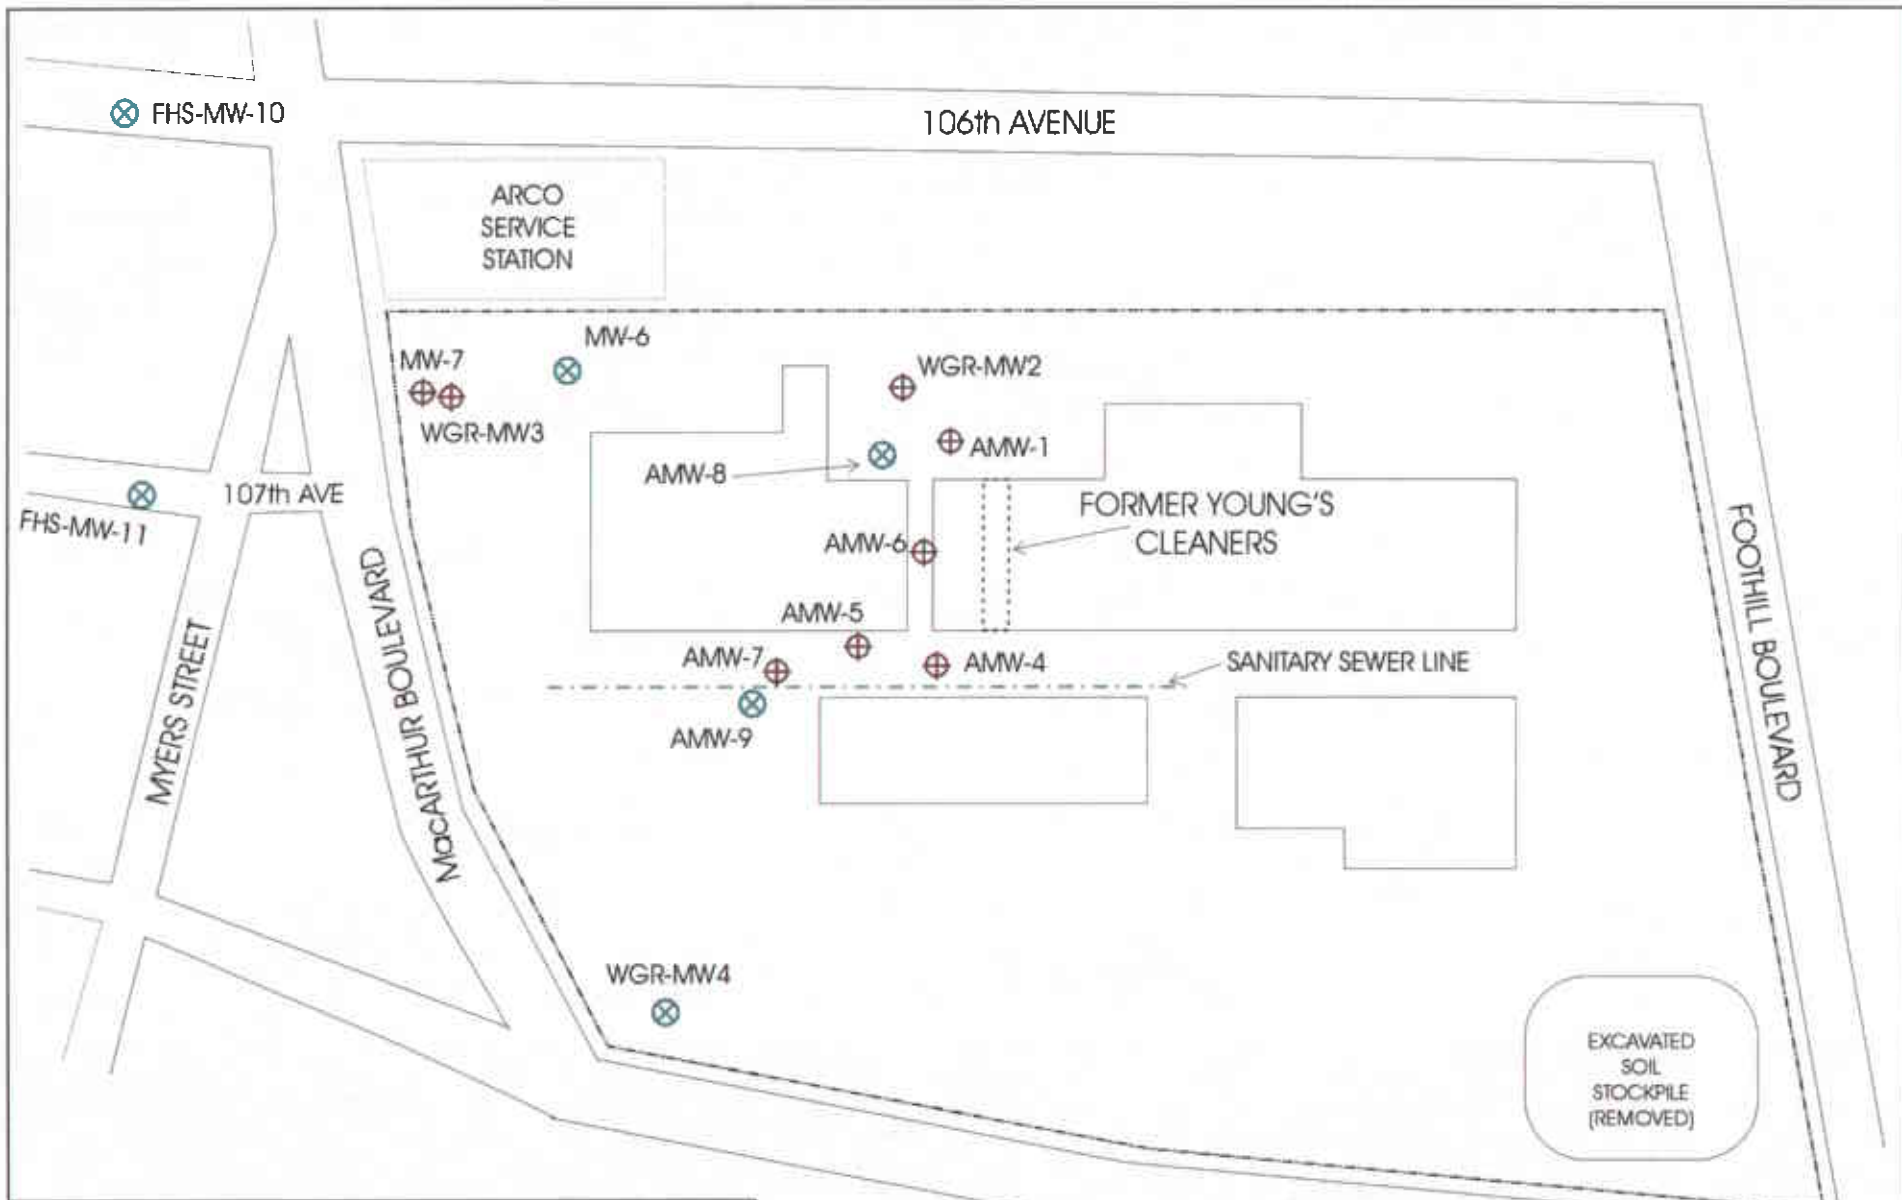 FHS-MW-10
106th AVENUE
ARCO
SERVICE
STATION
MW-6
MW-7
WGR-MW2
WGR-MW3
AMW-1
AMW-8
107th AVE
FORMER YOUNG'S
CLEANERS
FHS-MW-11
AMW-6
FOOTHILL BOULEVARD
MacARTHUR BOULEVARD
AMW-5
MYERS STREET
AMW-7
AMW-4
SANITARY SEWER LINE
AMW-9
WGR-MW4
EXCAVATED
SOIL
STOCKPILE
(REMOVED)